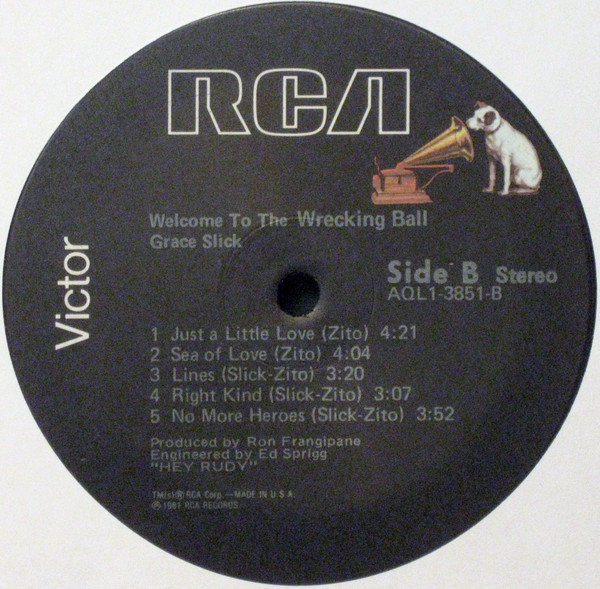 RCA
Victor
Welcome To The Wrecking Ball
Grace Slick
Side B Stereo
AQL1-3851-B
1 Just a Little Love (Zito) 4:21
2 Sea of Love (Zito) 4:04
3 Lines (Slick-Zito) 3:20
4 Right Kind (Slick-Zito) 3:07
5 No More Heroes (Slick-Zito) 3:52
Produced by Ron Frangipane
Engineered by Ed Sprigg
"HEY RUDY"
TM(s)® RCA Corp.—MADE IN U.S.A.
℗ 1981 RCA RECORDS